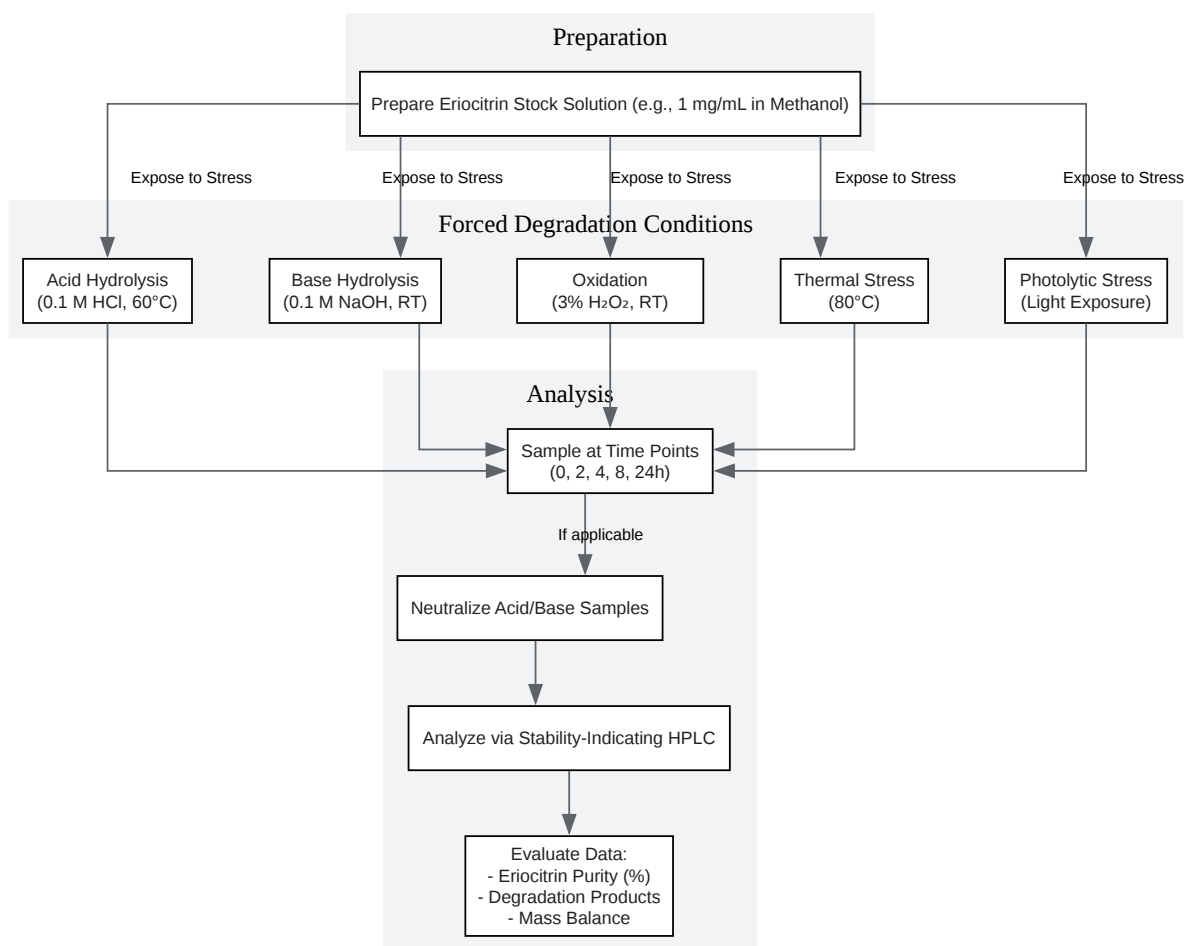 Preparation
Prepare Eriocitrin Stock Solution (e.g., 1 mg/mL in Methanol)
Expose to Stress
Expose to Stress
Expose to Stress
Expose to Stress
Expose to Stress
Forced Degradation Conditions
Acid Hydrolysis
(0.1 M HCl, 60°C)
Base Hydrolysis
(0.1 M NaOH, RT)
Oxidation
(3% H₂O₂, RT)
Thermal Stress
(80°C)
Photolytic Stress
(Light Exposure)
Analysis
Sample at Time Points
(0, 2, 4, 8, 24h)
If applicable
Neutralize Acid/Base Samples
Analyze via Stability-Indicating HPLC
Evaluate Data:
- Eriocitrin Purity (%)
- Degradation Products
- Mass Balance